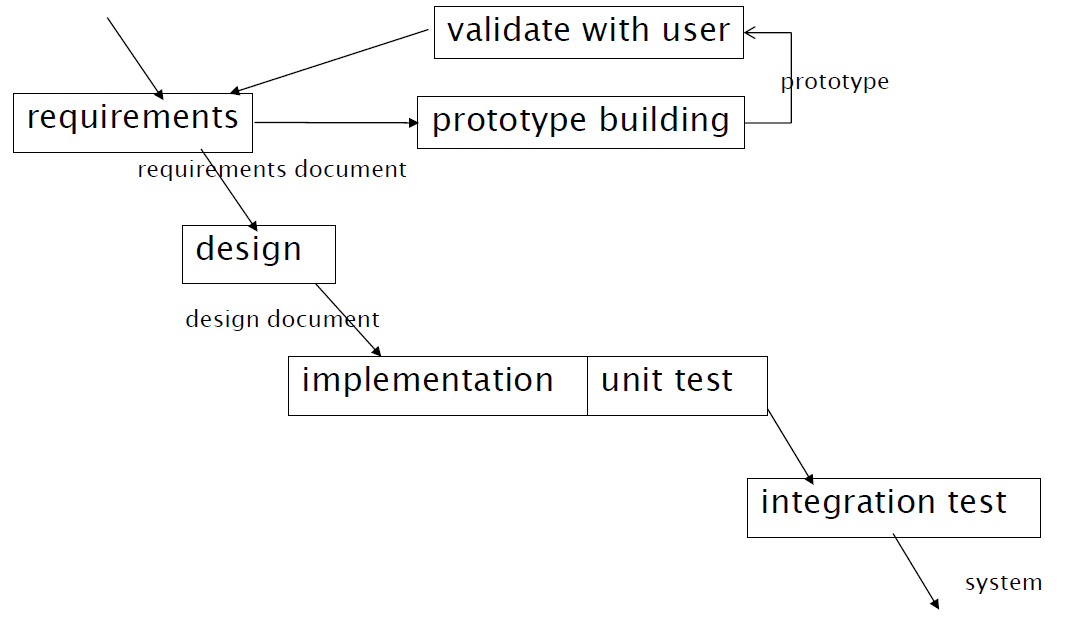 validate with user
prototype
requirements
prototype building
requirements document
design
design document
implementation
unit test
integration test
system